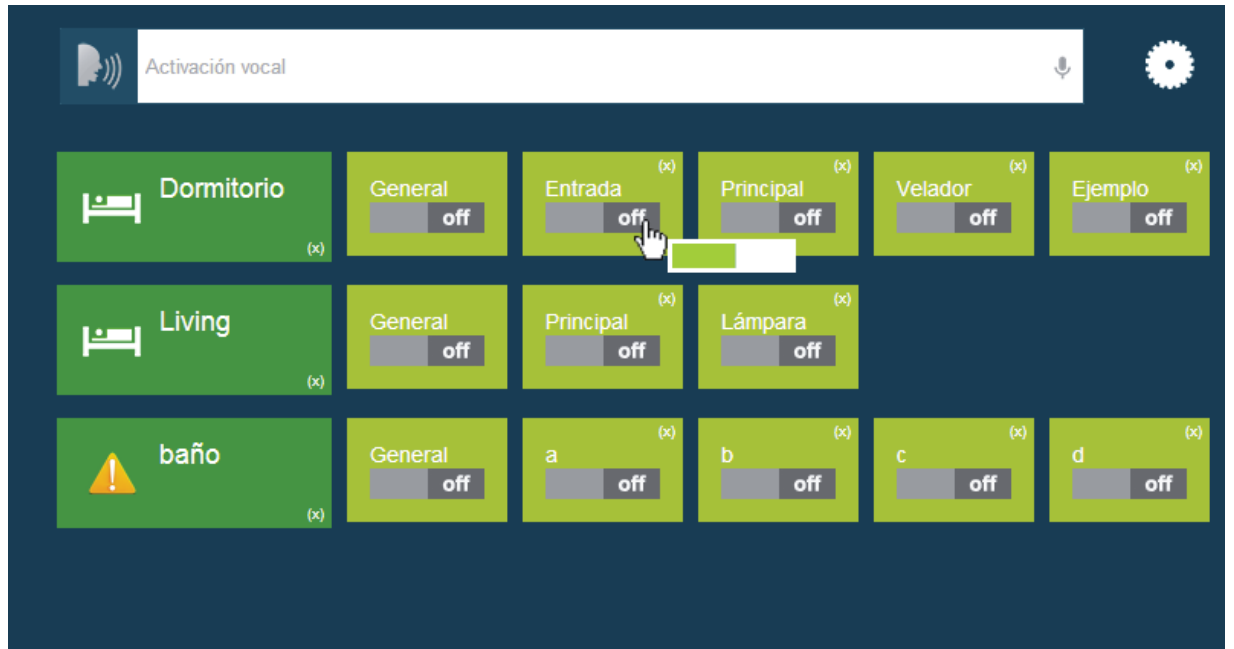 Activación vocal
Dormitorio
(x)
General
off
(x)
Entrada
off
(x)
Principal
off
(x)
Velador
off
(x)
Ejemplo
off
Living
(x)
General
off
(x)
Principal
off
(x)
Lámpara
off
baño
(x)
General
off
(x)
a
off
(x)
b
off
(x)
c
off
(x)
d
off